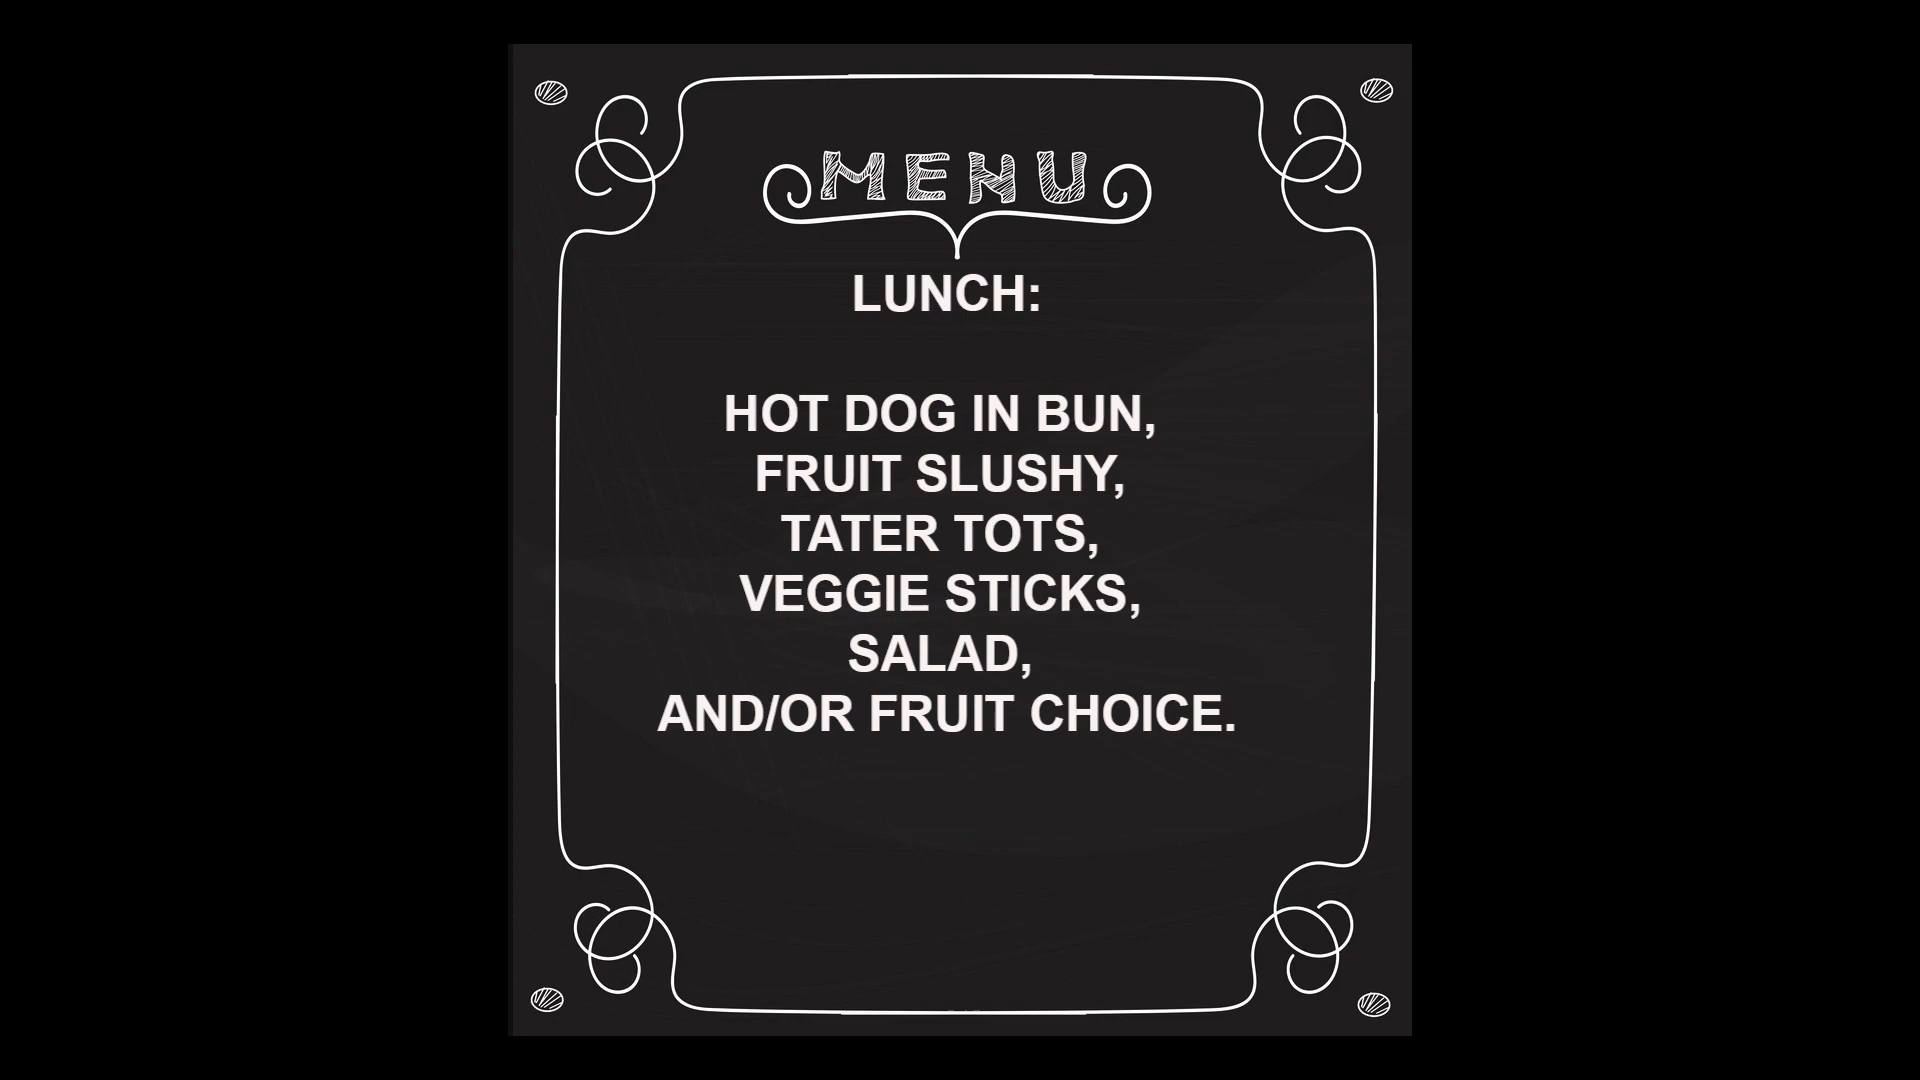 MENU
LUNCH:
HOT DOG IN BUN,
FRUIT SLUSHY,
TATER TOTS,
VEGGIE STICKS,
SALAD,
AND/OR FRUIT CHOICE.